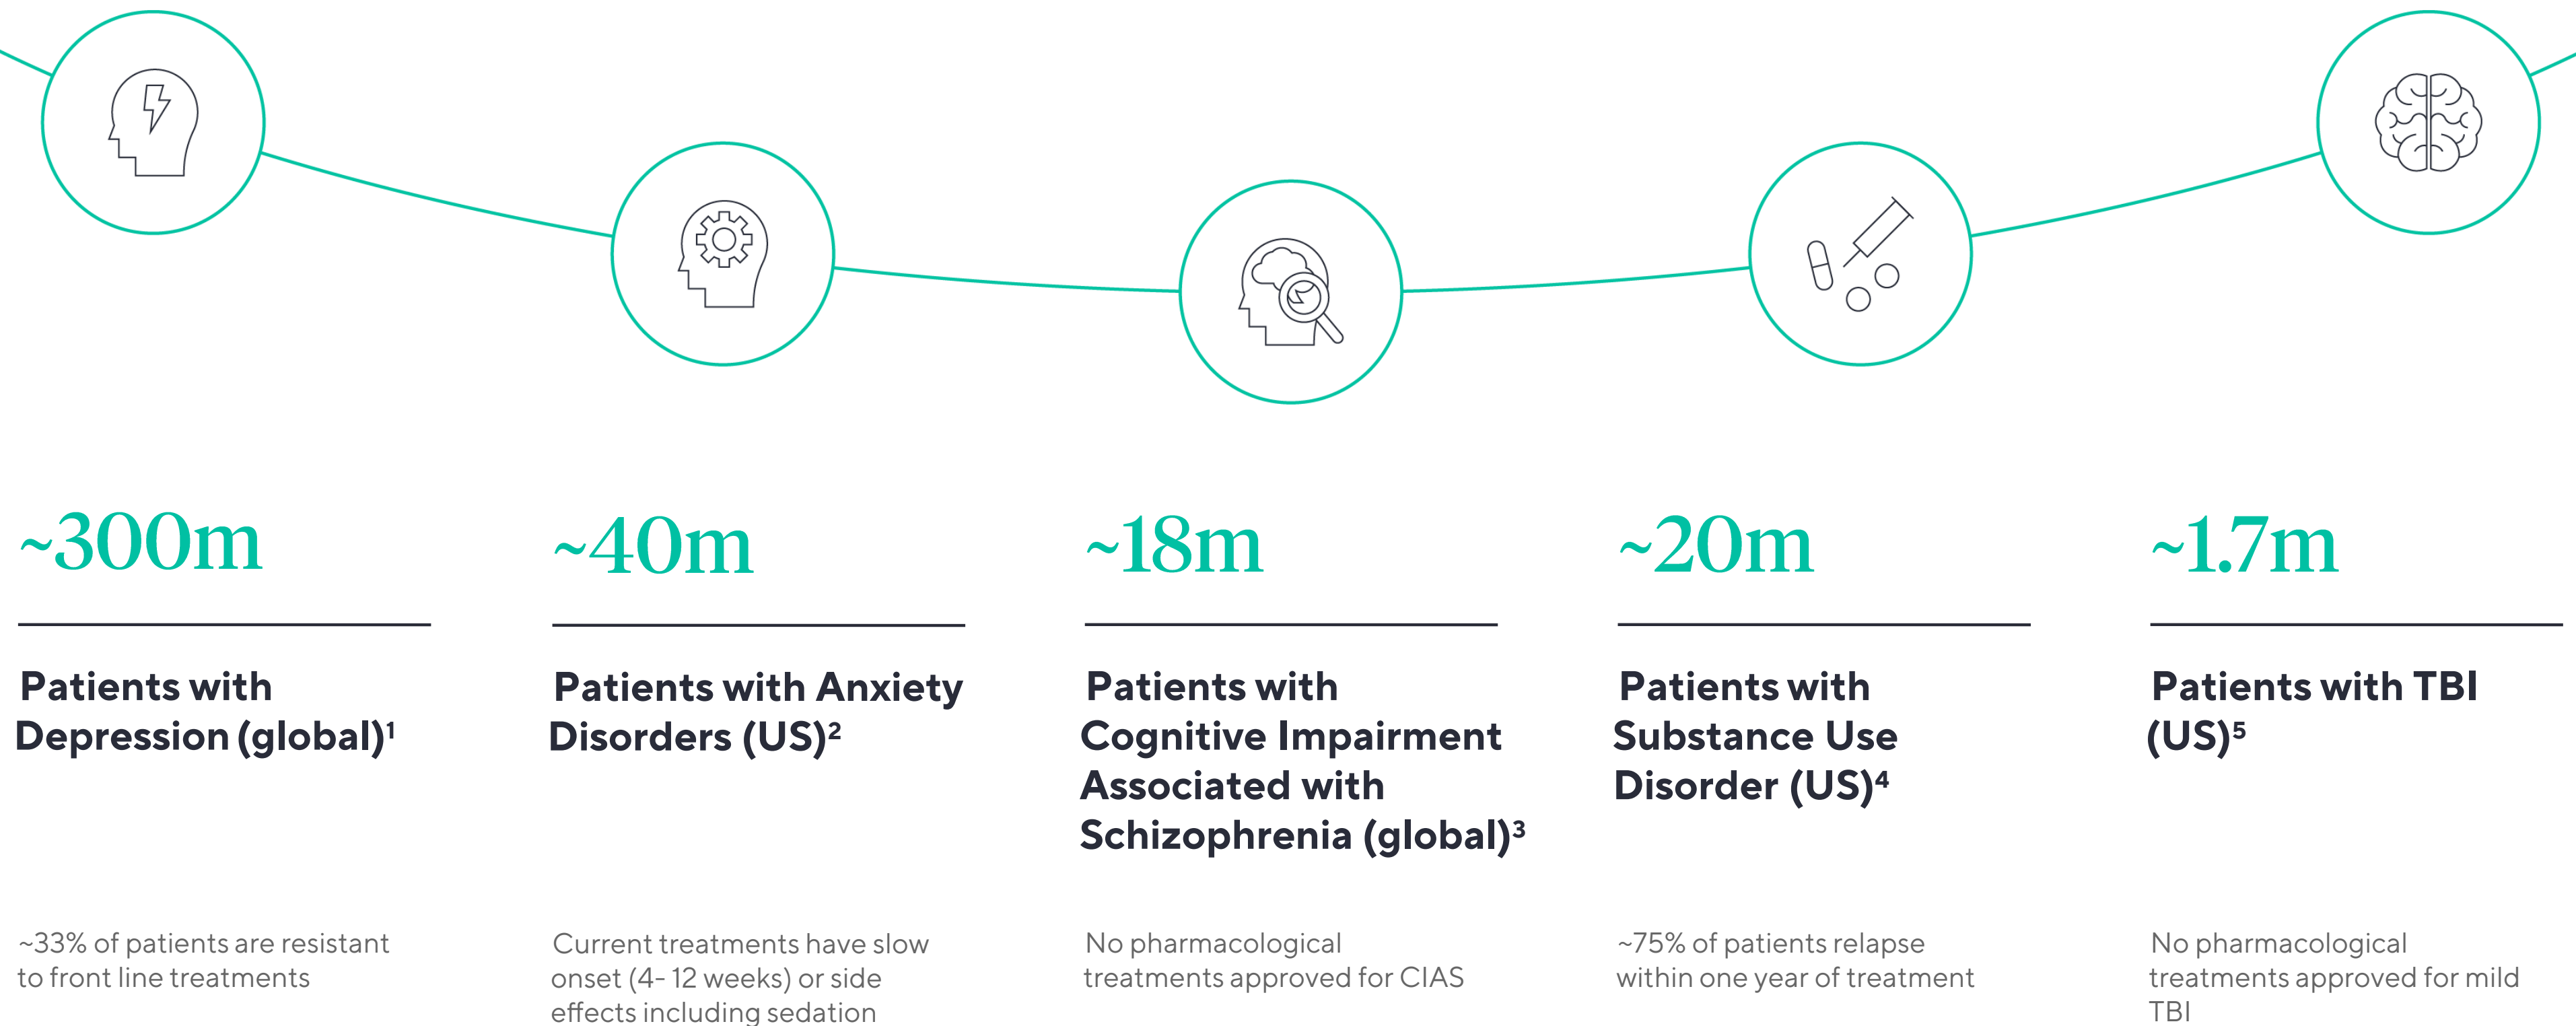 ~300m
Patients with
Depression (global)¹
~33% of patients are resistant
to front line treatments
~40m
Patients with Anxiety
Disorders (US)²
Current treatments have slow
onset (4- 12 weeks) or side
effects including sedation
~18m
Patients with
Cognitive Impairment
Associated with
Schizophrenia (global)³
No pharmacological
treatments approved for CIAS
~20m
Patients with
Substance Use
Disorder (US)⁴
~75% of patients relapse
within one year of treatment
~1.7m
Patients with TBI
(US)⁵
No pharmacological
treatments approved for mild
TBI